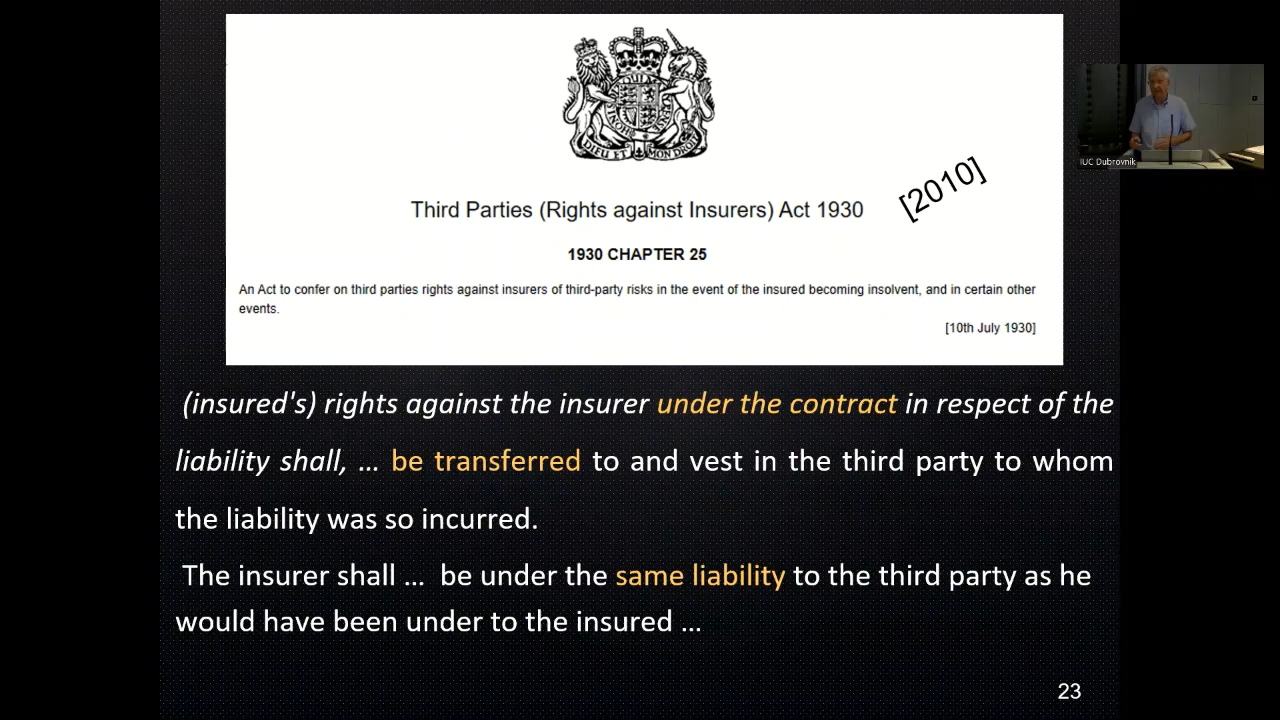 DIEU ET MON DROIT
[2010]
Third Parties (Rights against Insurers) Act 1930
1930 CHAPTER 25
An Act to confer on third parties rights against insurers of third-party risks in the event of the insured becoming insolvent, and in certain other
events.
[10th July 1930]
IUC Dubrovnik
(insured's) rights against the insurer under the contract in respect of the
liability shall, ... be transferred to and vest in the third party to whom
the liability was so incurred.
The insurer shall ... be under the same liability to the third party as he
would have been under to the insured ...
23